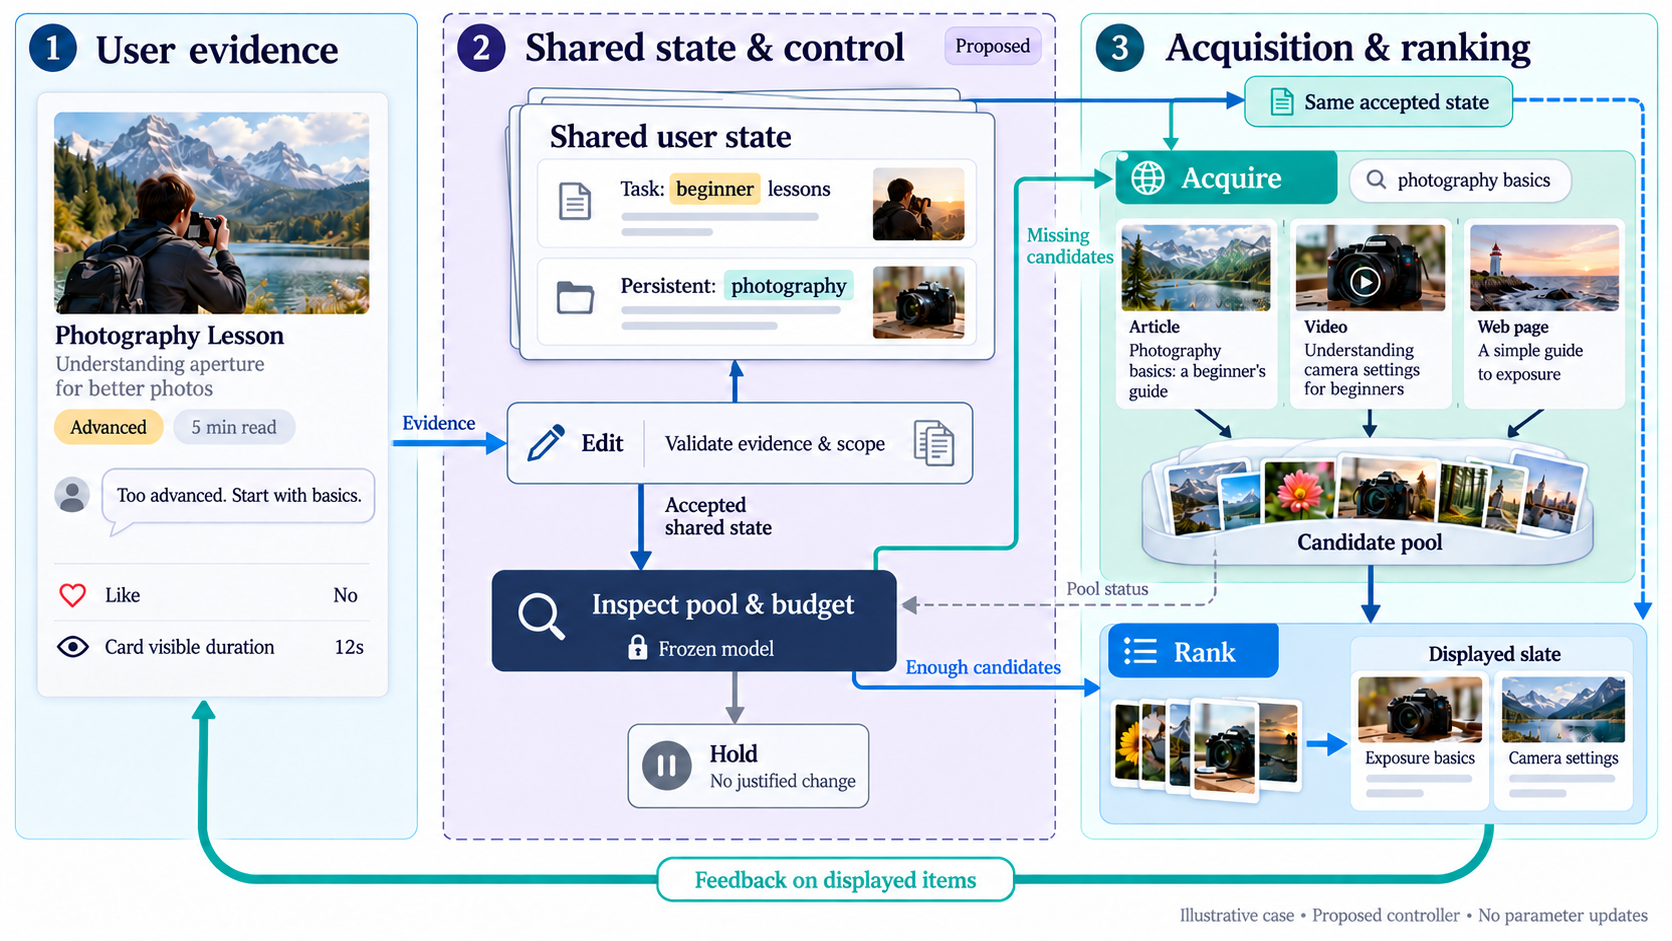 1 User evidence
Photography Lesson
Understanding aperture
for better photos
Advanced
5 min read
Too advanced. Start with basics.
Like No
Card visible duration 12s
Evidence
2 Shared state & control
Proposed
Shared user state
Task: beginner lessons
Persistent: photography
Edit
Validate evidence & scope
Accepted
shared state
Inspect pool & budget
Frozen model
Hold
No justified change
Missing
candidates
Pool status
Enough candidates
3 Acquisition & ranking
Same accepted state
Acquire
photography basics
Article
Photography
basics: a beginner's
guide
Video
Understanding
camera settings
for beginners
Web page
A simple guide
to exposure
Candidate pool
Rank
Displayed slate
Exposure basics
Camera settings
Feedback on displayed items
Illustrative case • Proposed controller • No parameter updates